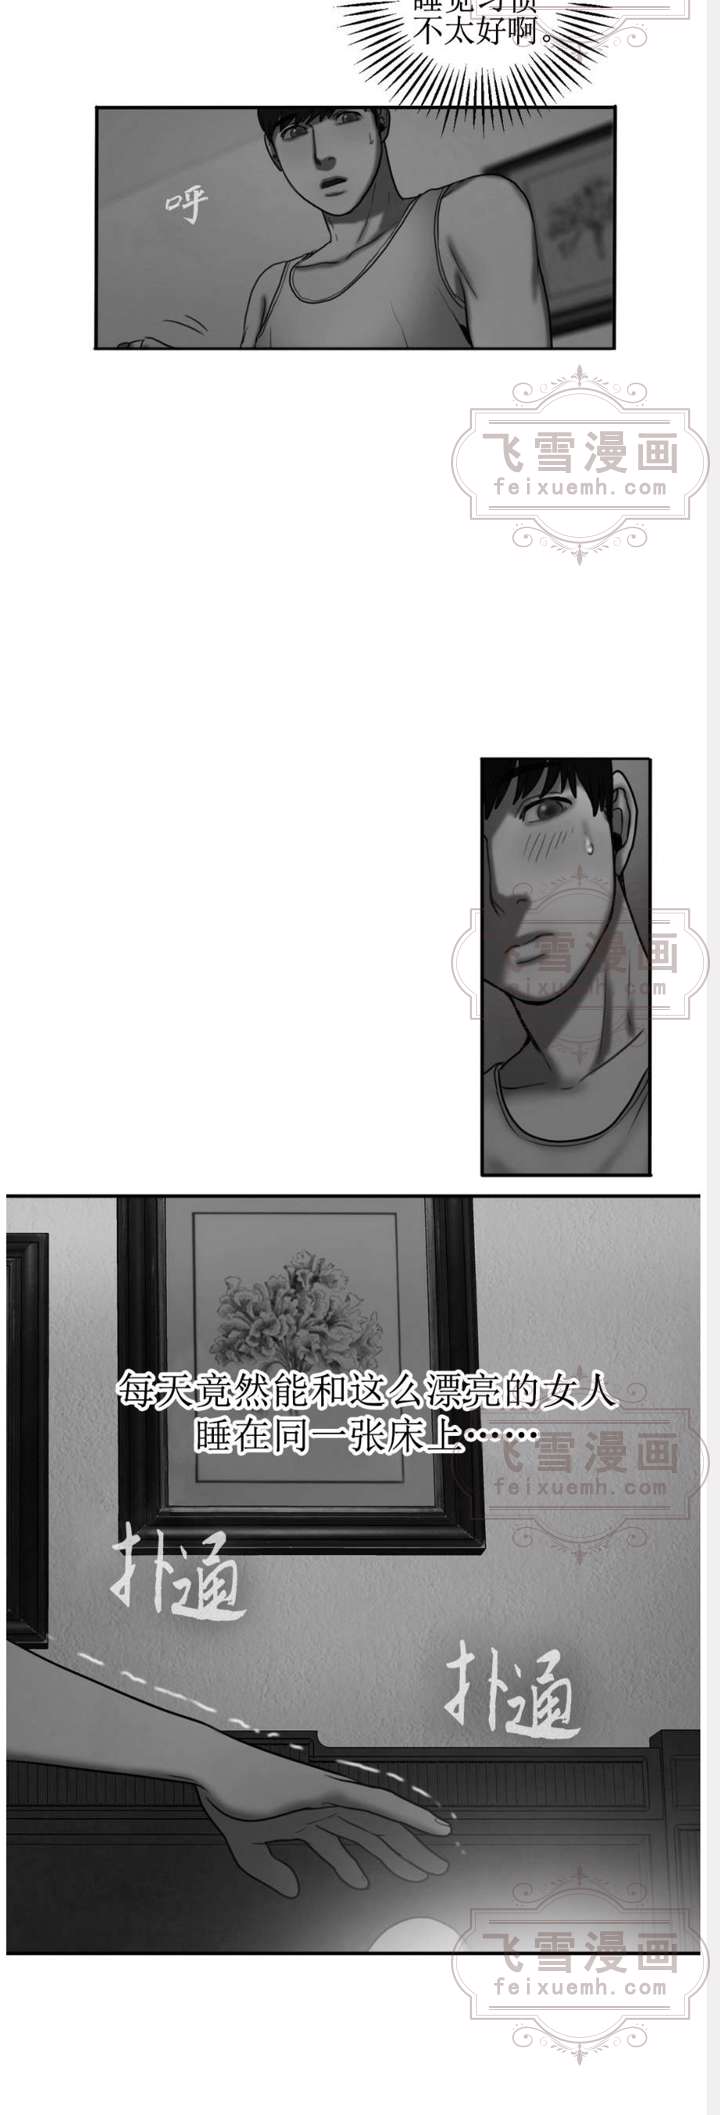 睡觉习惯
不太好啊。
呼
飞雪漫画
feixuemh.com
飞雪漫画
feixuemh.com
每天竟然能和这么漂亮的女人
睡在同一张床上……
飞雪漫画
feixuemh.com
扑通
扑通
飞雪漫画
feixuemh.com